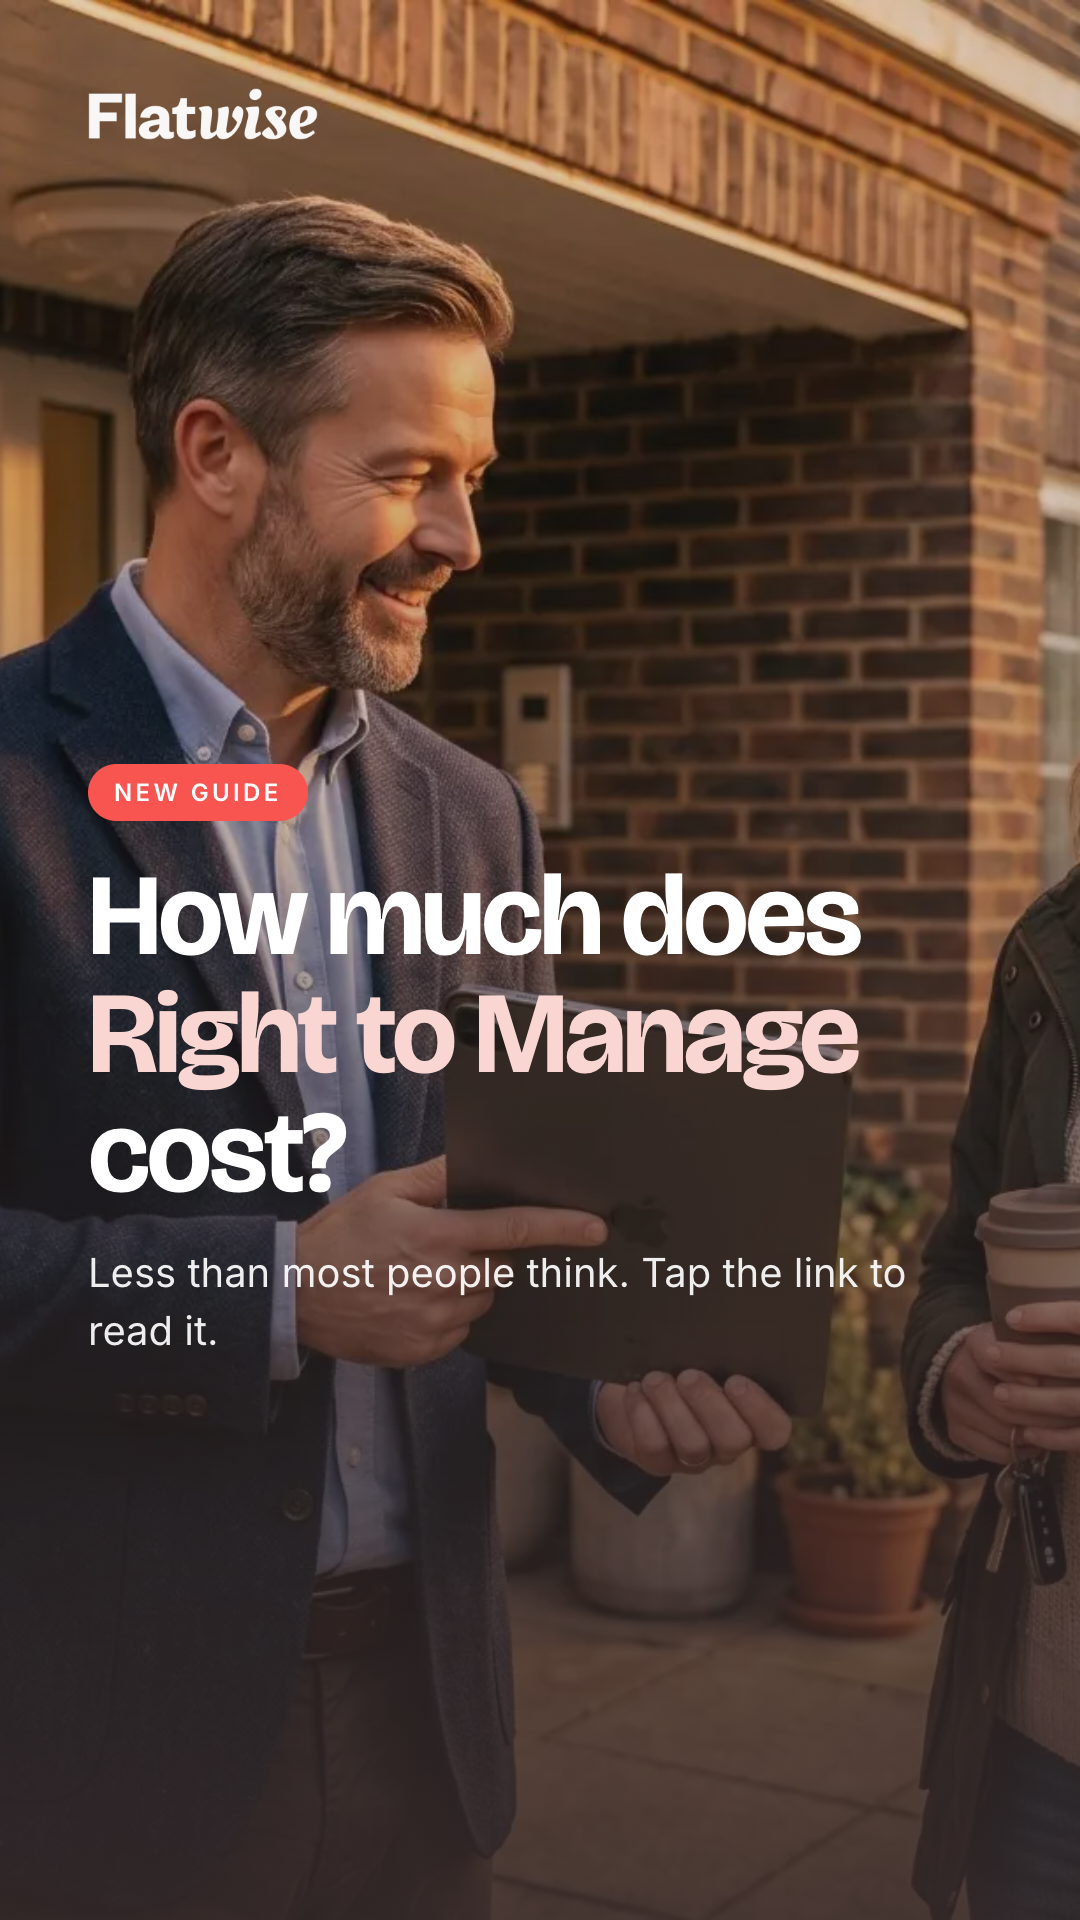 Flatwise
NEW GUIDE
How much does
Right to Manage
cost?
Less than most people think. Tap the link to
read it.